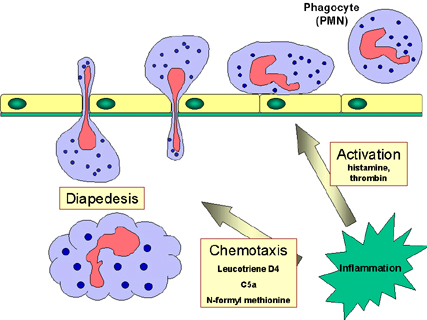 Phagocyte
(PMN)
Activation
histamine,
thrombin
Diapedesis
Chemotaxis
Leucotriene D4
C5a
N-formyl methionine
Inflammation